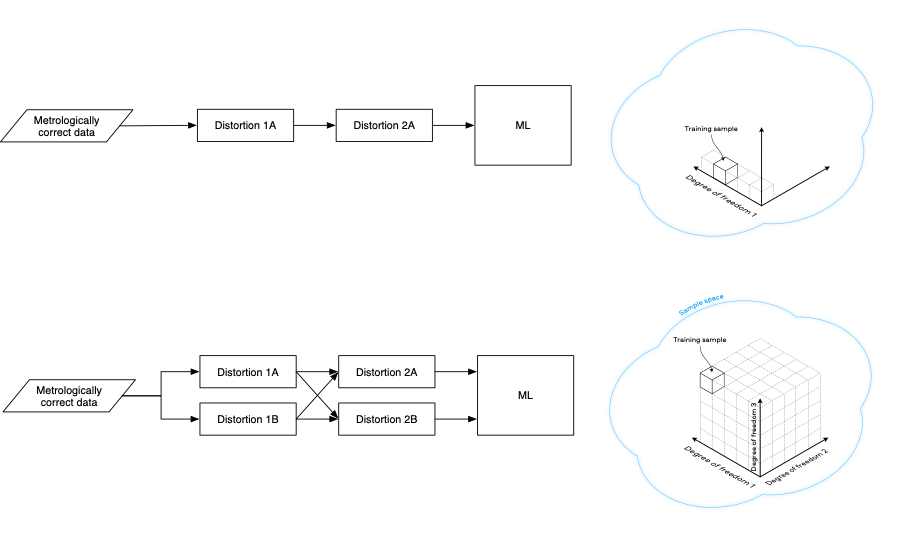 Metrologically
correct data
Distortion 1A
Distortion 2A
ML
Training sample
Degree of freedom 1
Metrologically
correct data
Distortion 1A
Distortion 2A
Distortion 1B
Distortion 2B
ML
Sample space
Training sample
Degree of freedom 3
Degree of freedom 1
Degree of freedom 2